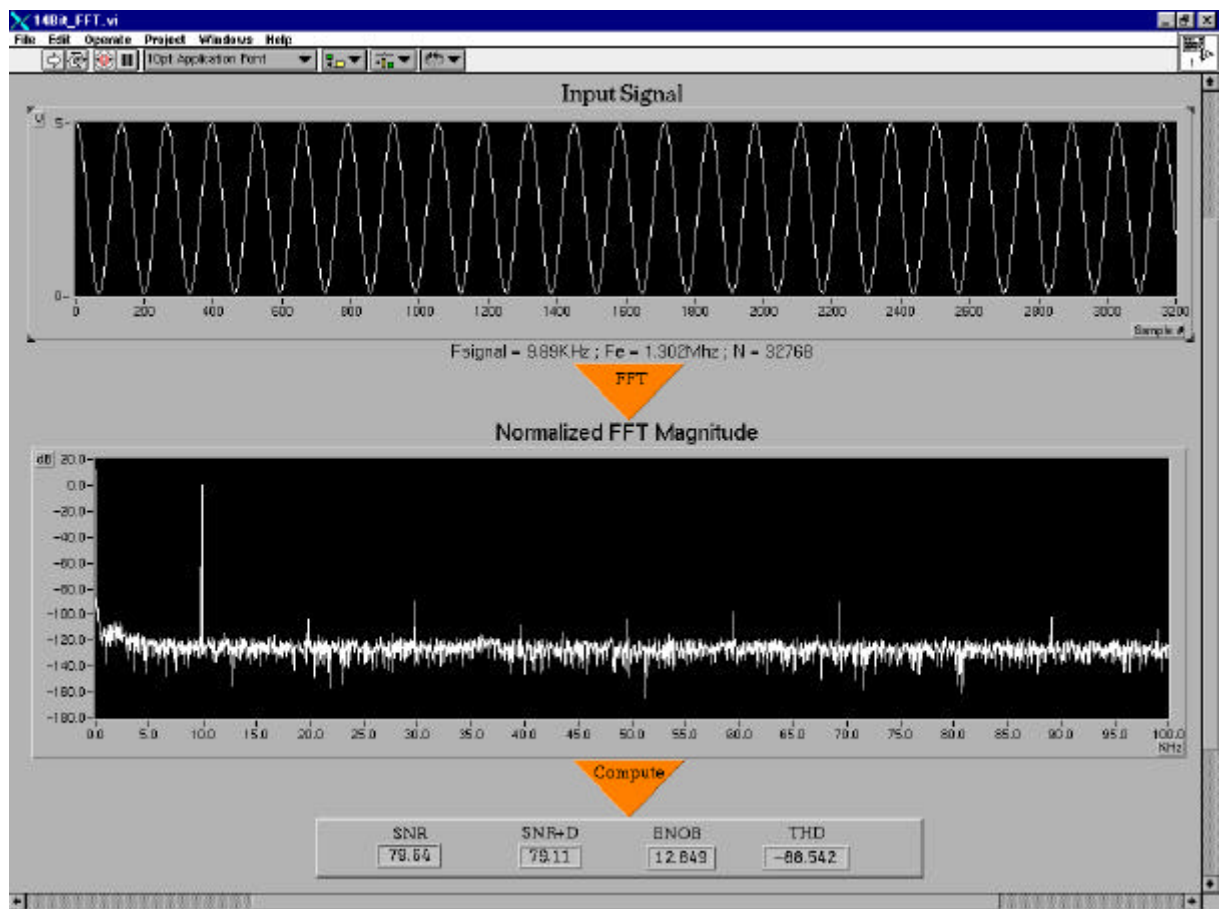 14Bit_FFT.vi
File Edit Operate Project Windows Help
10pt Application Font
Input Signal
5
0
0 200 400 600 800 1000 1200 1400 1600 1800 2000 2200 2400 2600 2800 3000 3200
Sample #
Fsignal = 9.89KHz ; Fe = 1.302Mhz ; N = 32768
FFT
Normalized FFT Magnitude
dB
20.0
0.0
-20.0
-40.0
-60.0
-80.0
-100.0
-120.0
-140.0
-160.0
-180.0
0.0 5.0 10.0 15.0 20.0 25.0 30.0 35.0 40.0 45.0 50.0 55.0 60.0 65.0 70.0 75.0 80.0 85.0 90.0 95.0 100.0
Compute
SNR SNR+D ENOB THD
79.64 79.11 12.849 -88.542